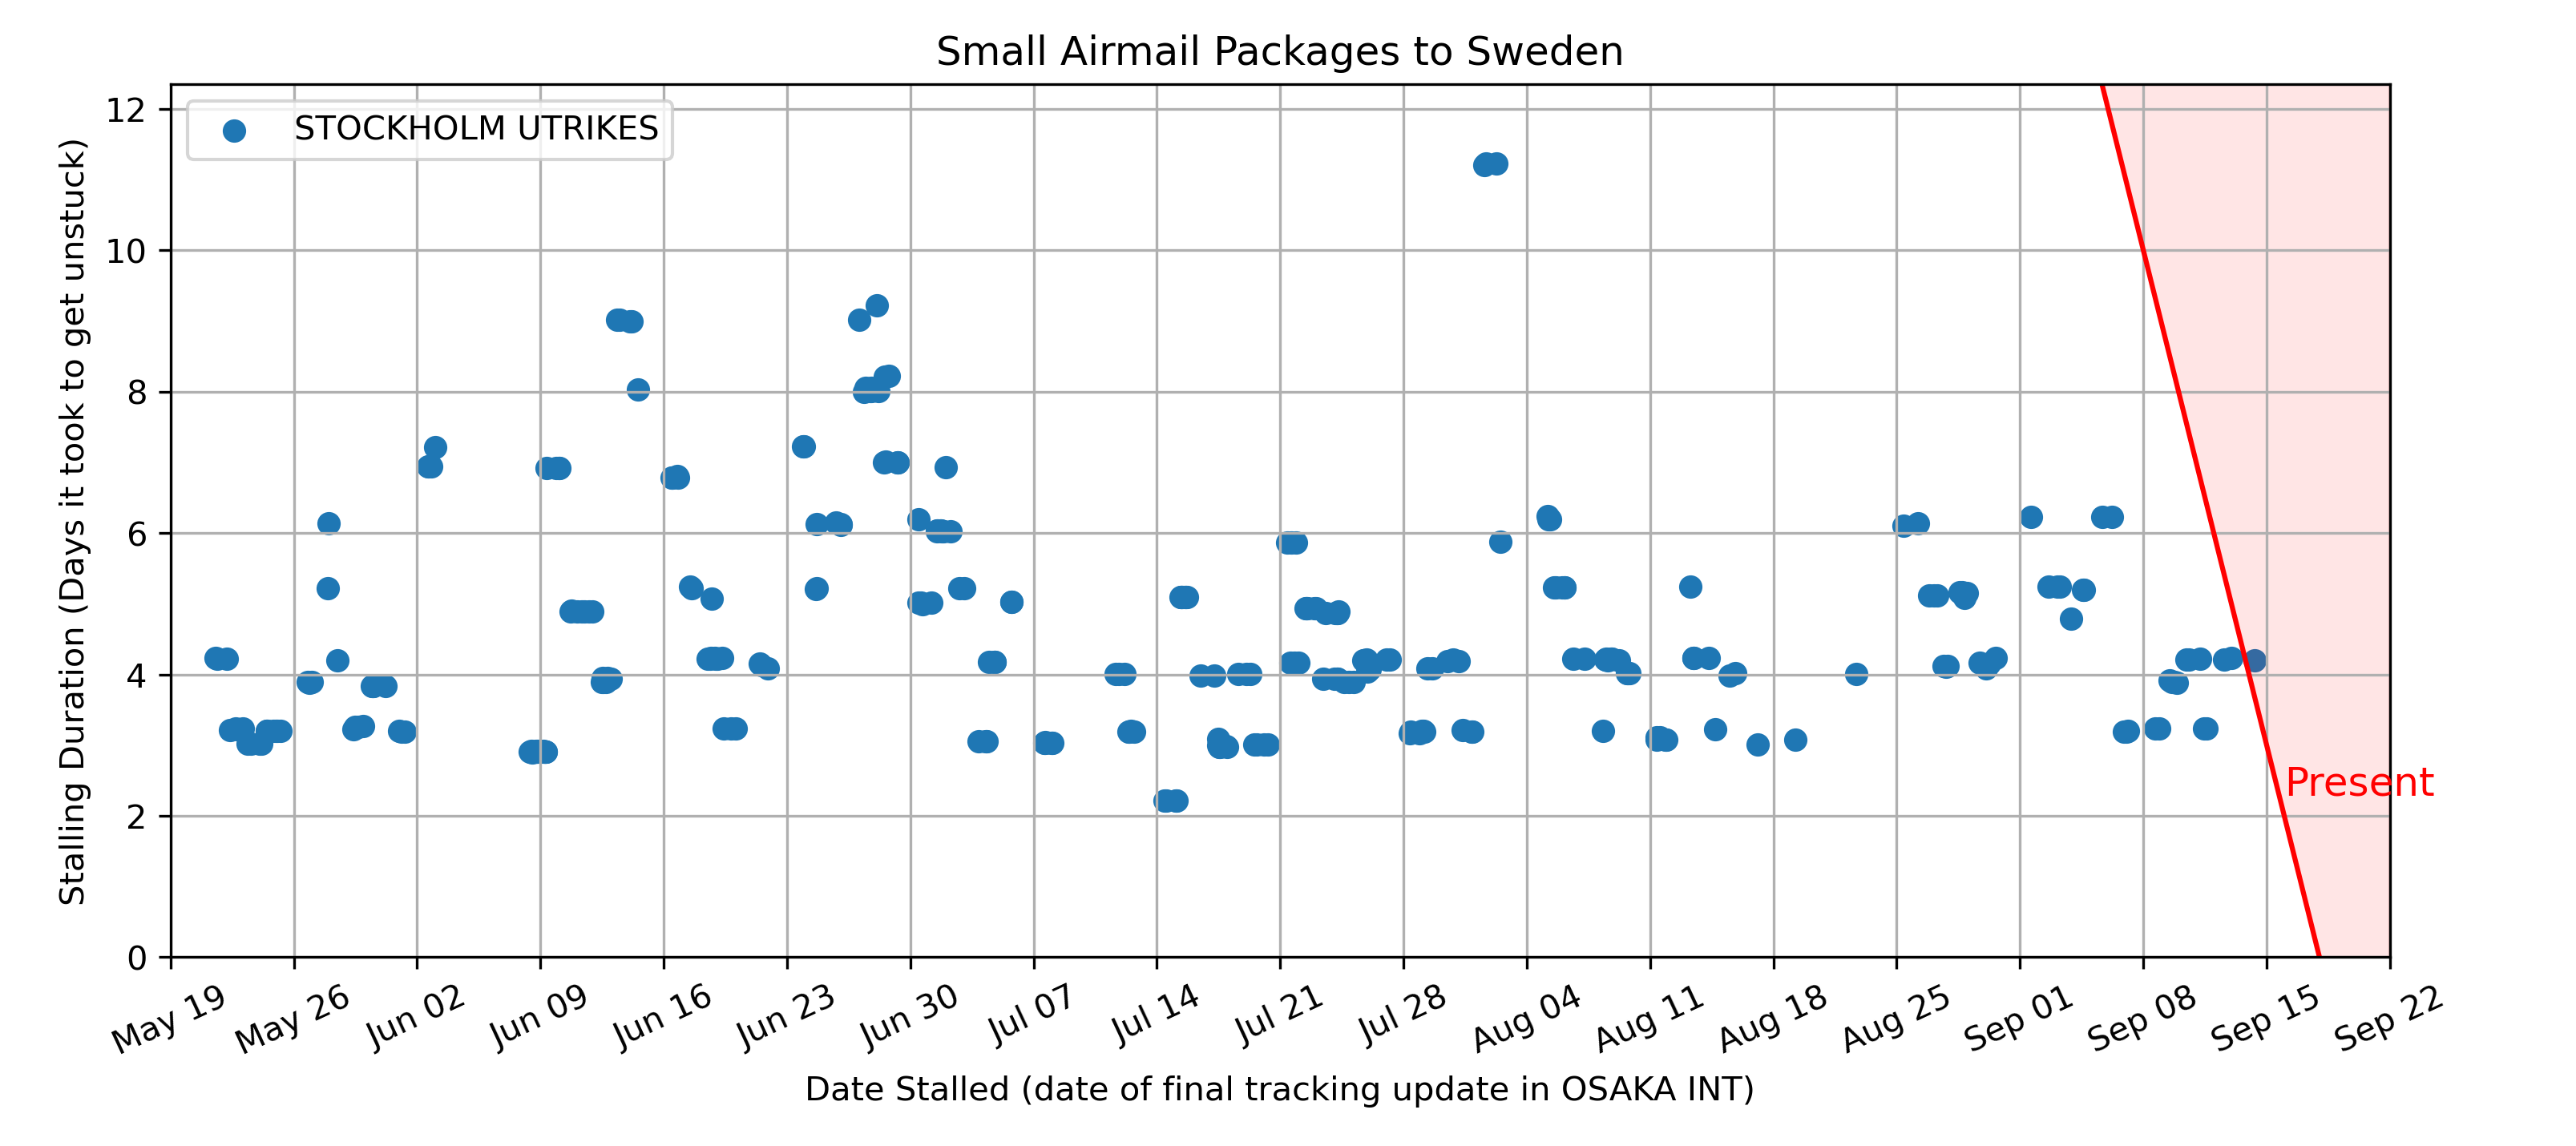 Small Airmail Packages to Sweden
STOCKHOLM UTRIKES
Stalling Duration (Days it took to get unstuck)
12
10
8
6
4
2
0
Present
May 19 May 26 Jun 02 Jun 09 Jun 16 Jun 23 Jun 30 Jul 07 Jul 14 Jul 21 Jul 28 Aug 04 Aug 11 Aug 18 Aug 25 Sep 01 Sep 08 Sep 15 Sep 22
Date Stalled (date of final tracking update in OSAKA INT)